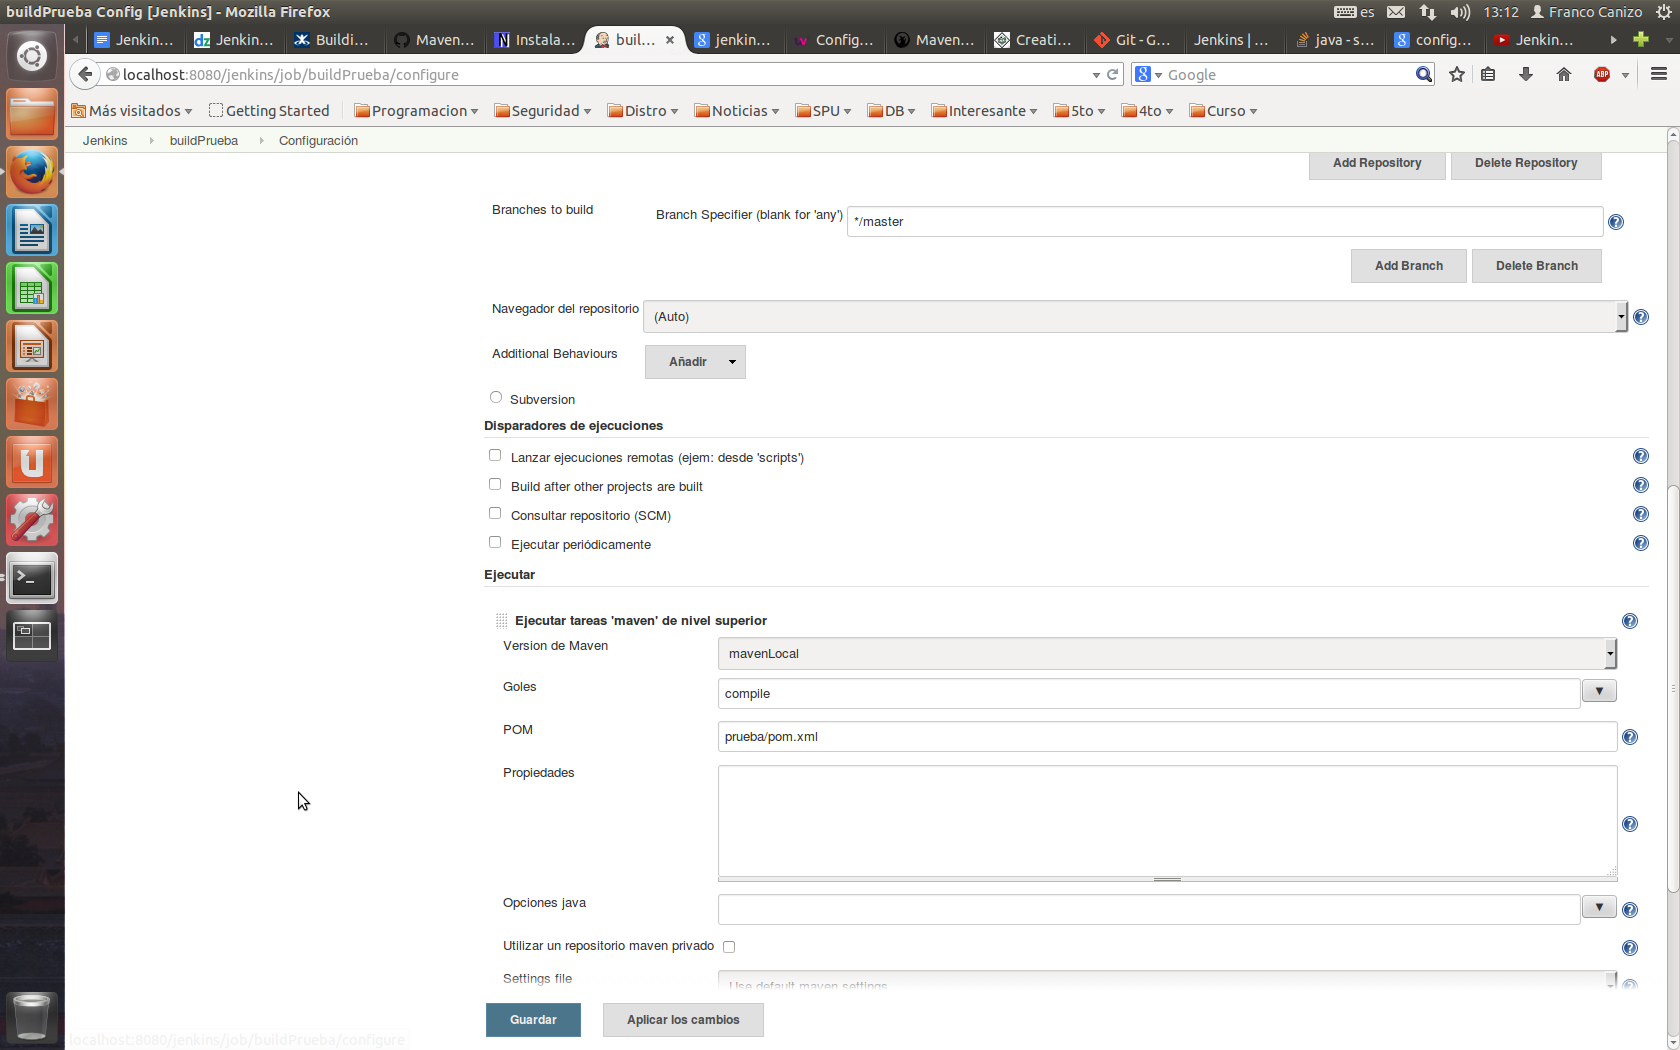 buildPrueba Config [Jenkins] - Mozilla Firefox
es
13:12
Franco Canizo
Jenkin...
Jenkin...
Buildi...
Maven...
Instala...
buil...
jenkin...
Config...
Maven...
Creati...
Git - G...
Jenkins | ...
java - s...
config...
Jenkin...
localhost:8080/jenkins/job/buildPrueba/configure
Google
ABP
Más visitados
Getting Started
Programacion
Seguridad
Distro
Noticias
SPU
DB
Interesante
5to
4to
Curso
Jenkins
buildPrueba
Configuración
Add Repository
Delete Repository
Branches to build
Branch Specifier (blank for 'any')
*/master
Add Branch
Delete Branch
Navegador del repositorio
(Auto)
Additional Behaviours
Añadir
Subversion
Disparadores de ejecuciones
Lanzar ejecuciones remotas (ejem: desde 'scripts')
Build after other projects are built
Consultar repositorio (SCM)
Ejecutar periódicamente
Ejecutar
Ejecutar tareas 'maven' de nivel superior
Version de Maven
mavenLocal
Goles
compile
POM
prueba/pom.xml
Propiedades
Opciones java
Utilizar un repositorio maven privado
Settings file
Use default maven settings
Guardar
Aplicar los cambios
localhost:8080/jenkins/job/buildPrueba/configure